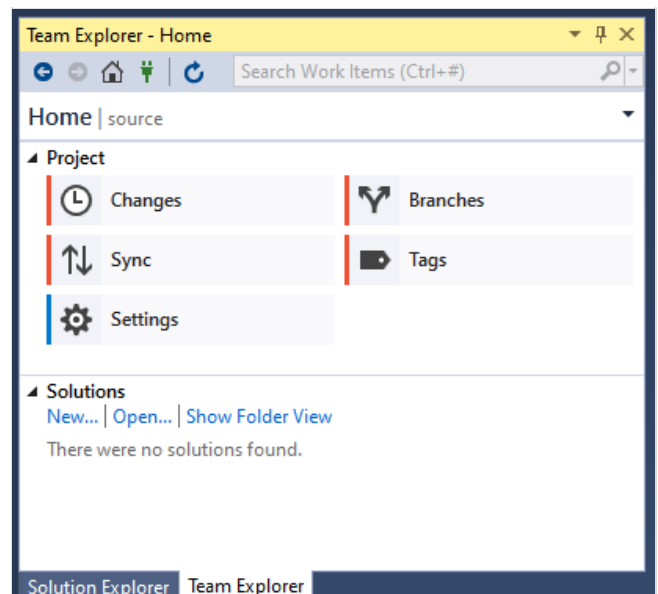 Team Explorer - Home
Search Work Items (Ctrl+#)
Home | source
Project
Changes
Branches
Sync
Tags
Settings
Solutions
New... | Open... | Show Folder View
There were no solutions found.
Solution Explorer Team Explorer